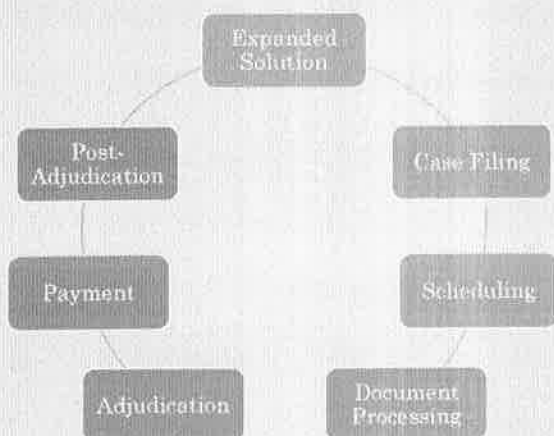 Expanded
Solution
Case Filing
Scheduling
Document
Processing
Adjudication
Payment
Post-
Adjudication